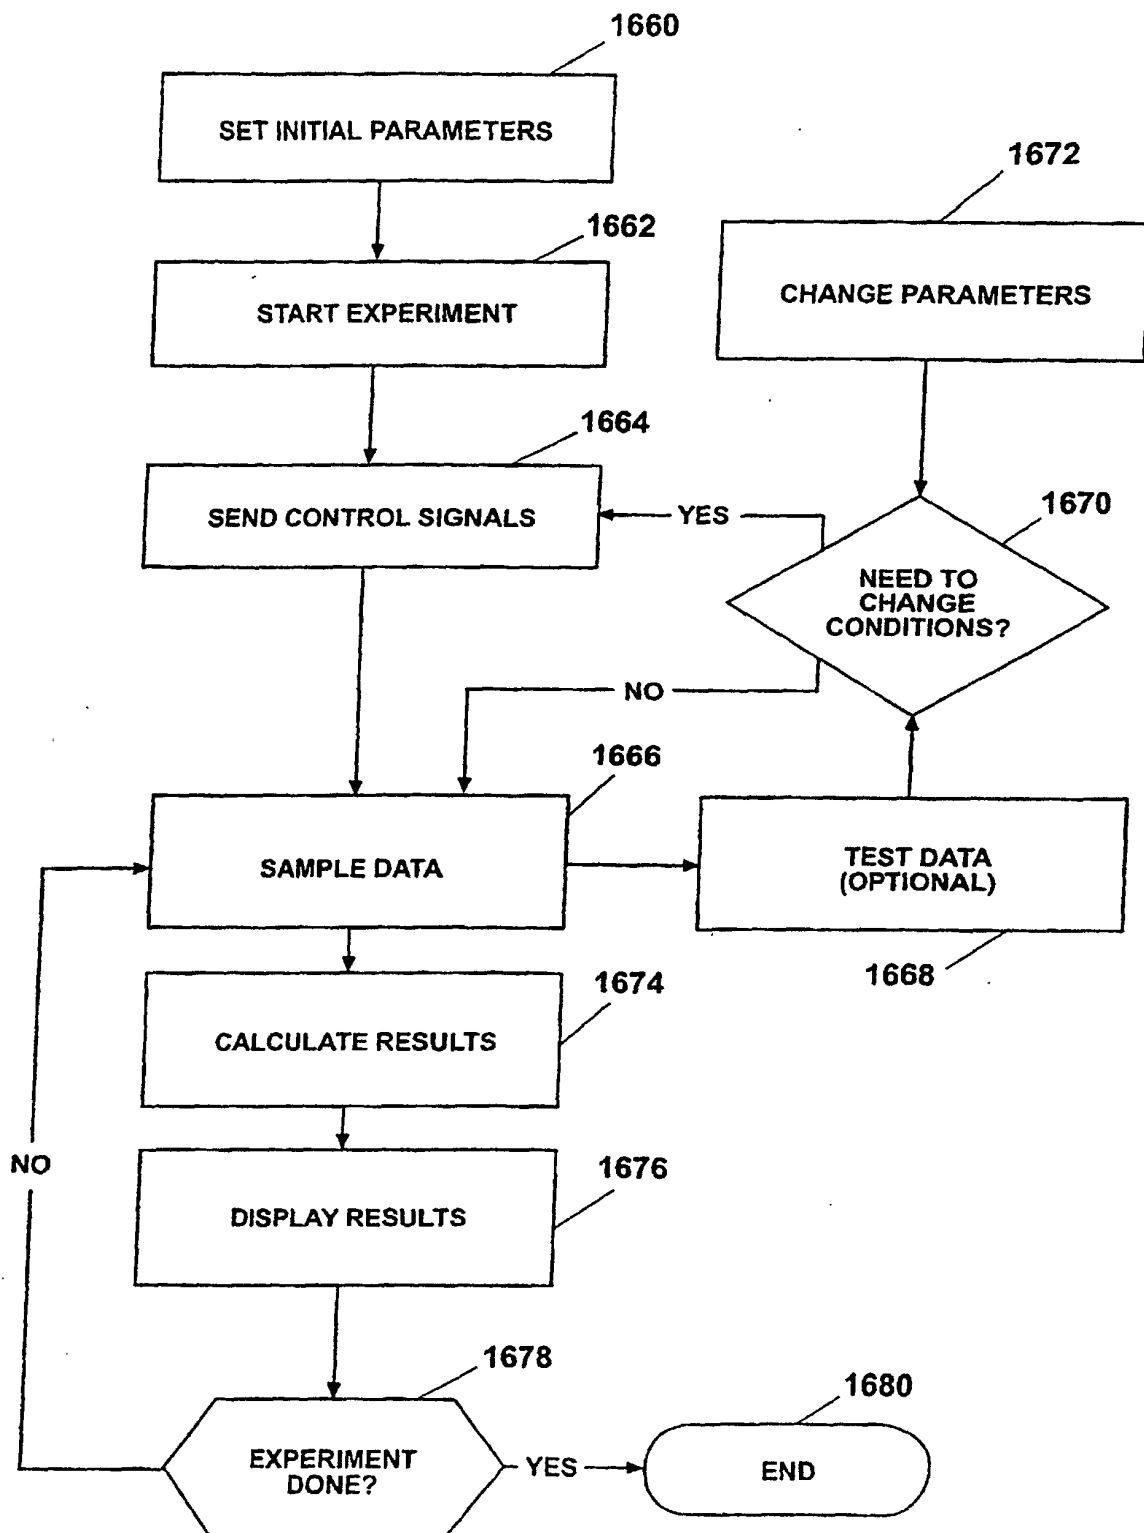 1660
SET INITIAL PARAMETERS
1672
1662
CHANGE PARAMETERS
START EXPERIMENT
1664
1670
SEND CONTROL SIGNALS
YES
NEED TO
CHANGE
CONDITIONS?
NO
1666
SAMPLE DATA
TEST DATA
(OPTIONAL)
1668
1674
CALCULATE RESULTS
NO
1676
DISPLAY RESULTS
1678
1680
EXPERIMENT
DONE?
YES
END